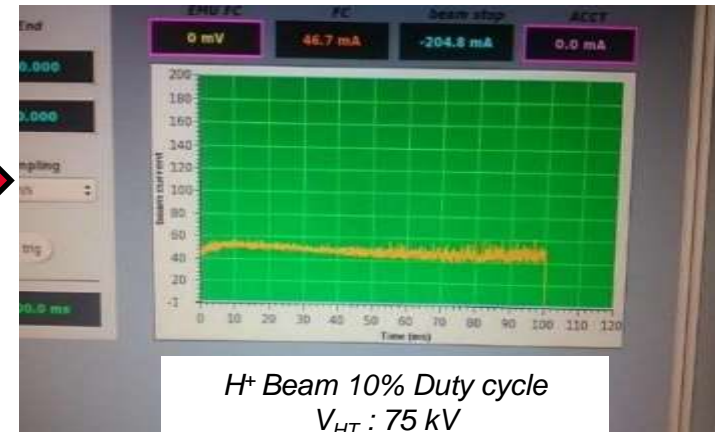 End
EMU FC
FC
beam stop
ACCT
0 mV
46.7 mA
-204.8 mA
0.0 mA
0.000
0.000
mpling
trig
00.0 ms
beam current
200
180
160
140
120
100
80
60
40
20
-1
0 10 20 30 40 50 60 70 80 90 100 110 120
Time (ms)
H+ Beam 10% Duty cycle
V_HT : 75 kV